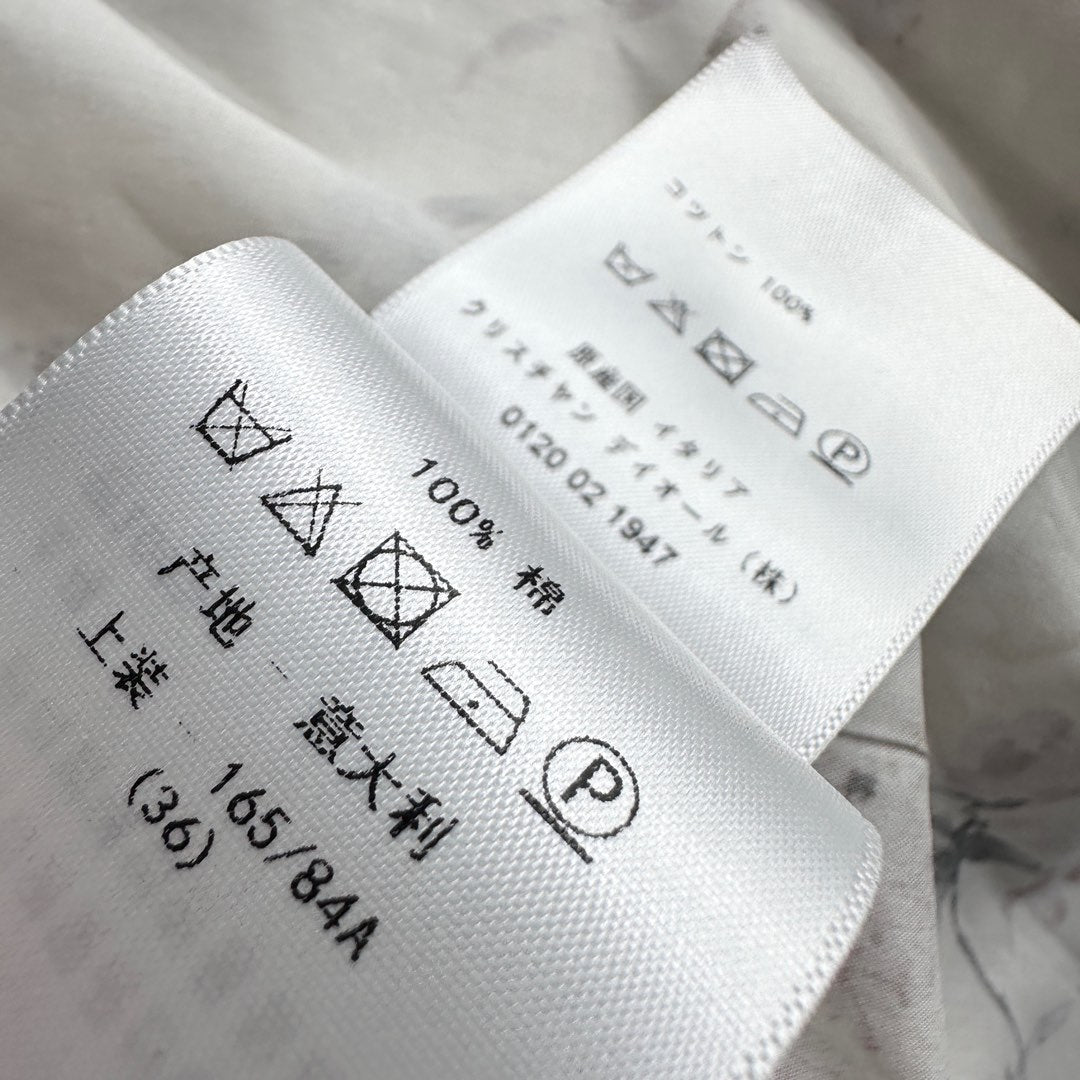 コットン 100%
P
原産国 イタリア
クリスチャン ディオール (株)
0120 02 1947
100% 棉
P
产地 意大利
上装 165/84A
(36)